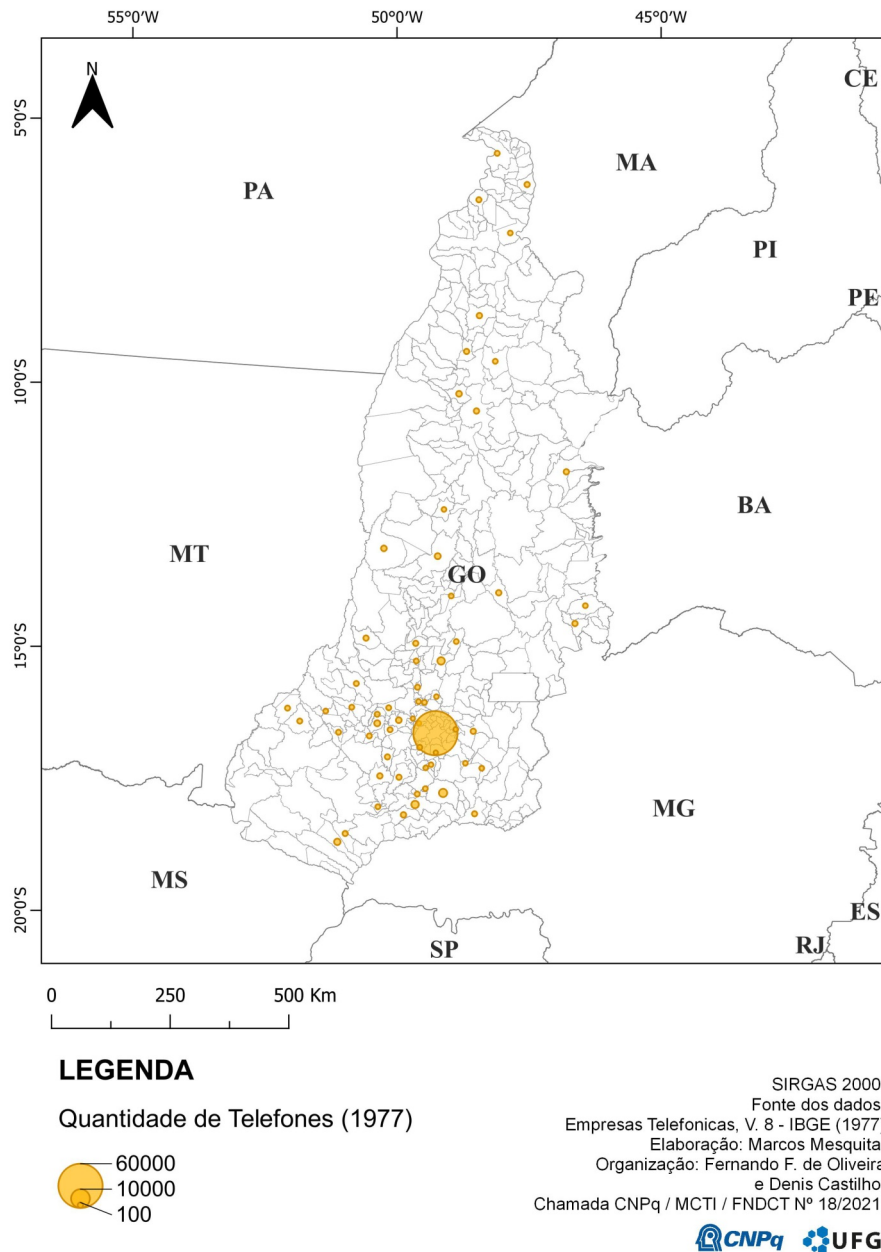 55°0'S 50°0'S 45°0'S
N
5°0'S
CE
PA
MA
PI
PE
10°0'S
BA
MT
GO
15°0'S
MG
MS
20°0'S
ES
SP
RJ
0 250 500 Km
LEGENDA
Quantidade de Telefones (1977)
60000
10000
100
SIRGAS 2000
Fonte dos dados
Empresas Telefonicas, V. 8 - IBGE (1977)
Elaboração: Marcos Mesquita
Organização: Fernando F. de Oliveira
e Denis Castilho
Chamada CNPq / MCTI / FNDCT Nº 18/2021
CNPq UFG